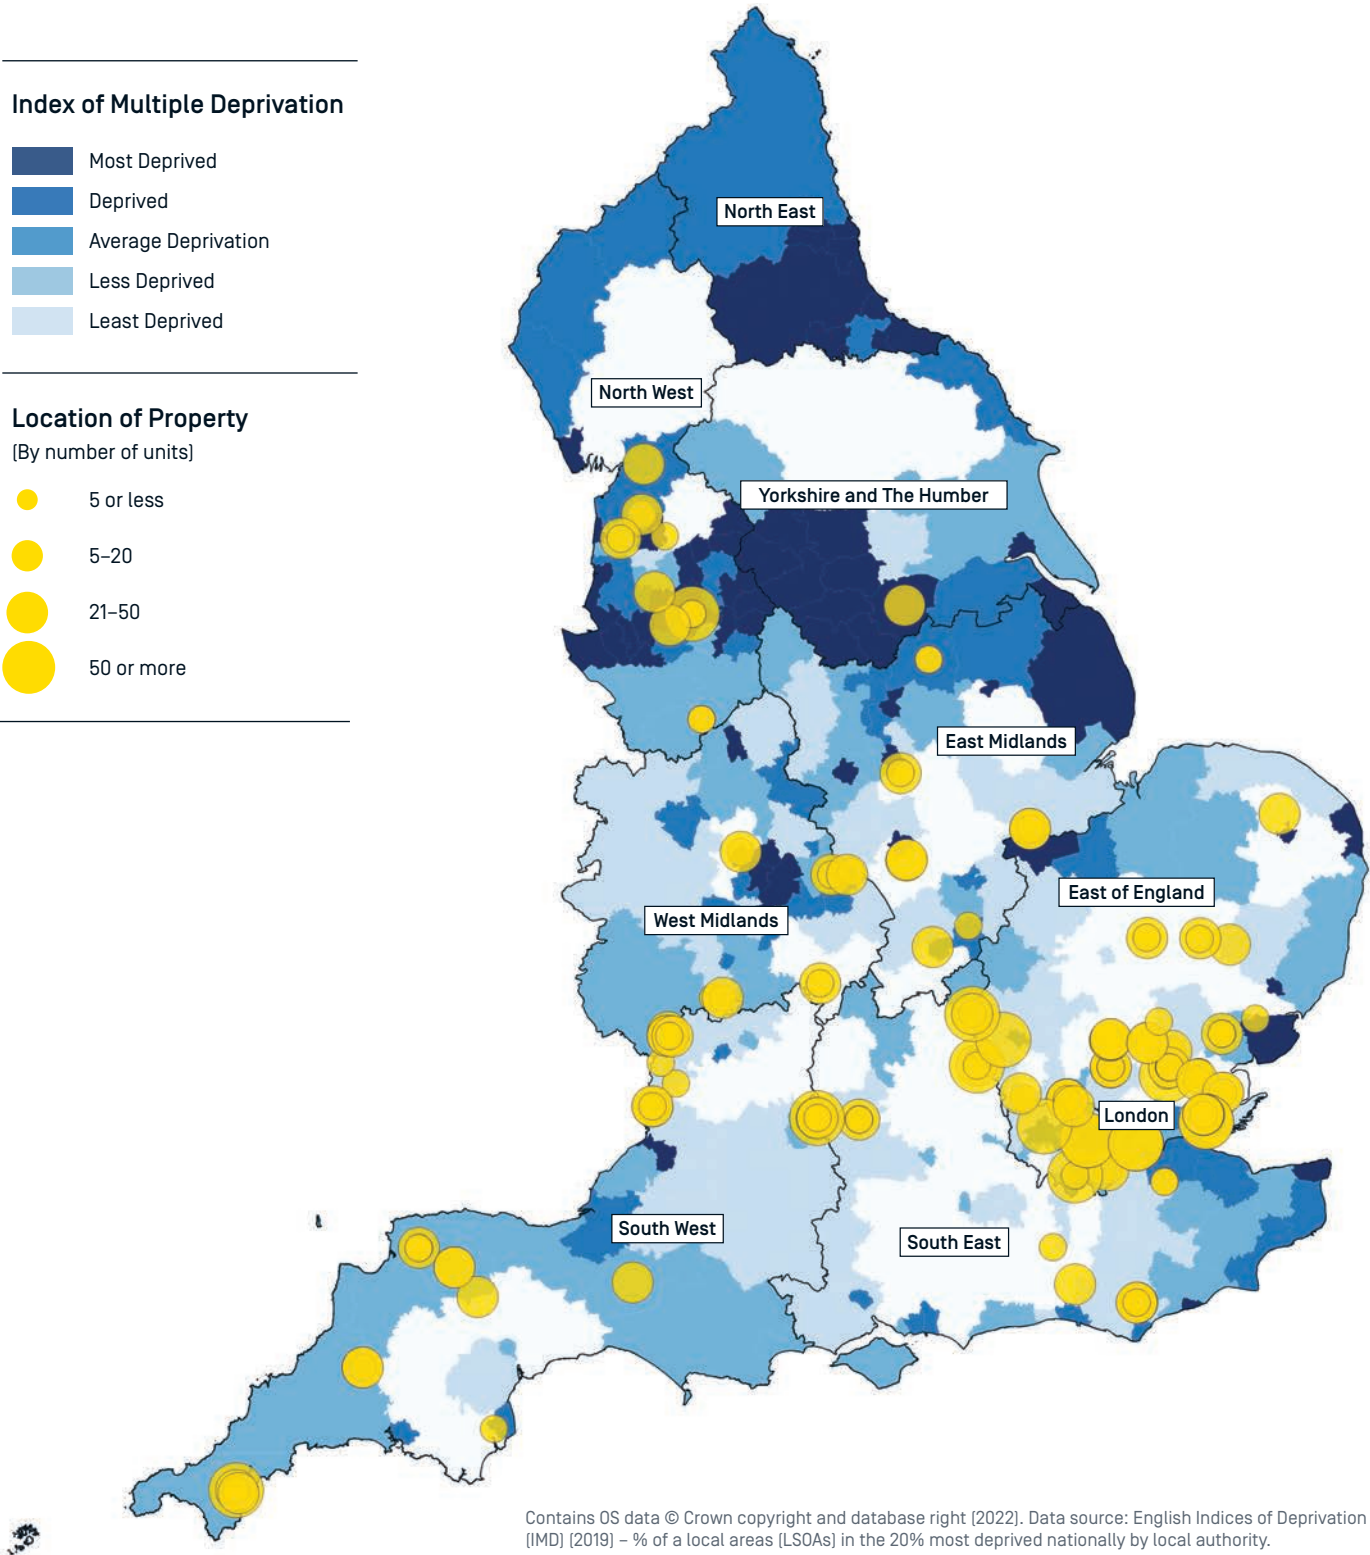 Index of Multiple Deprivation
Most Deprived
Deprived
Average Deprivation
Less Deprived
Least Deprived
Location of Property
(By number of units)
5 or less
5–20
21–50
50 or more
North East
North West
Yorkshire and The Humber
East Midlands
East of England
West Midlands
London
South West
South East
Contains OS data © Crown copyright and database right (2022). Data source: English Indices of Deprivation
(IMD) (2019) – % of a local areas (LSOAs) in the 20% most deprived nationally by local authority.